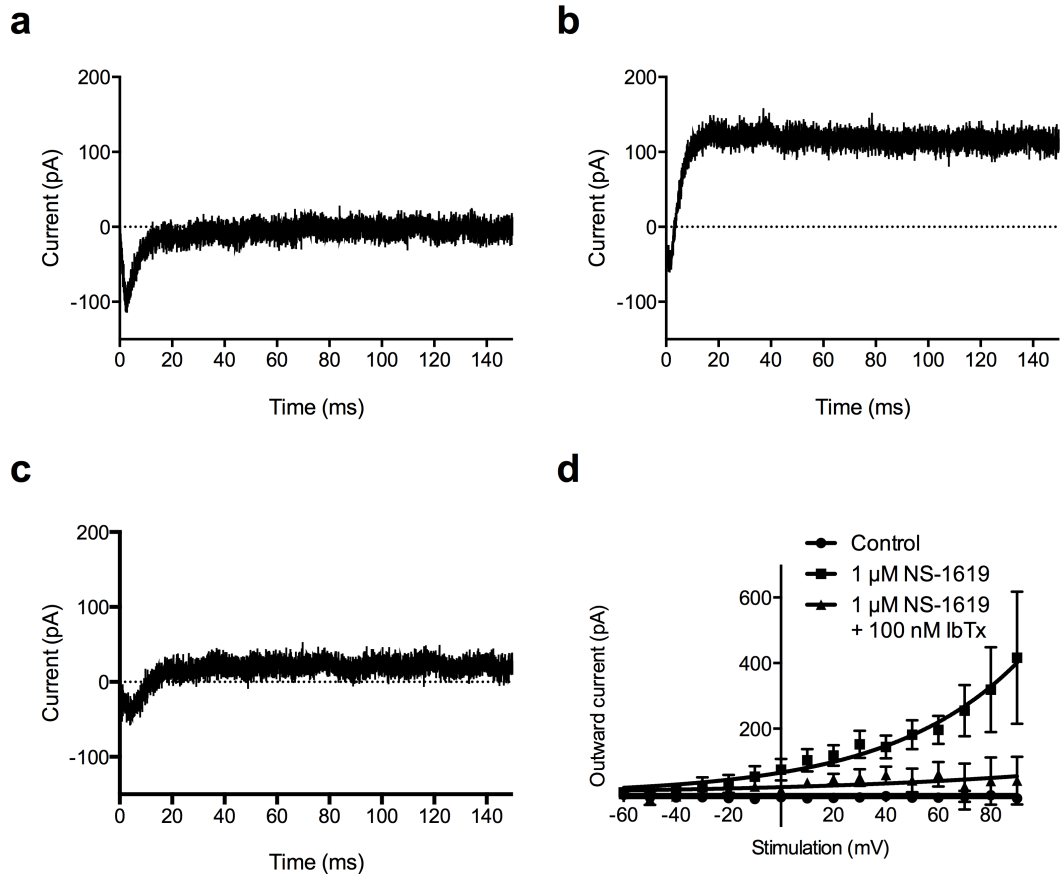 a
200
100
0
-100
Current (pA)
0 20 40 60 80 100 120 140
Time (ms)
b
200
100
0
-100
Current (pA)
0 20 40 60 80 100 120 140
Time (ms)
c
200
100
0
-100
Current (pA)
0 20 40 60 80 100 120 140
Time (ms)
d
Control
1 µM NS-1619
1 µM NS-1619
+ 100 nM IbTx
600
400
200
Outward current (pA)
-60 -40 -20 20 40 60 80
Stimulation (mV)